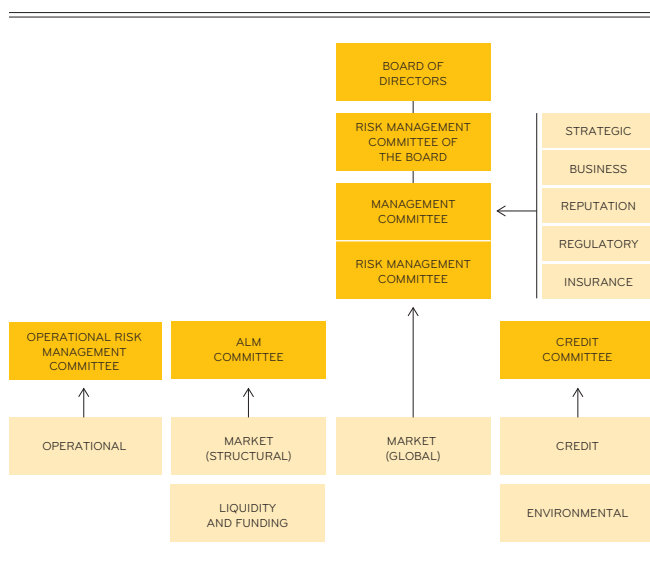 BOARD OF
DIRECTORS
RISK MANAGEMENT
COMMITTEE OF
THE BOARD
MANAGEMENT
COMMITTEE
RISK MANAGEMENT
COMMITTEE
STRATEGIC
BUSINESS
REPUTATION
REGULATORY
INSURANCE
OPERATIONAL RISK
MANAGEMENT
COMMITTEE
ALM
COMMITTEE
CREDIT
COMMITTEE
OPERATIONAL
MARKET
(STRUCTURAL)
MARKET
(GLOBAL)
CREDIT
LIQUIDITY
AND FUNDING
ENVIRONMENTAL